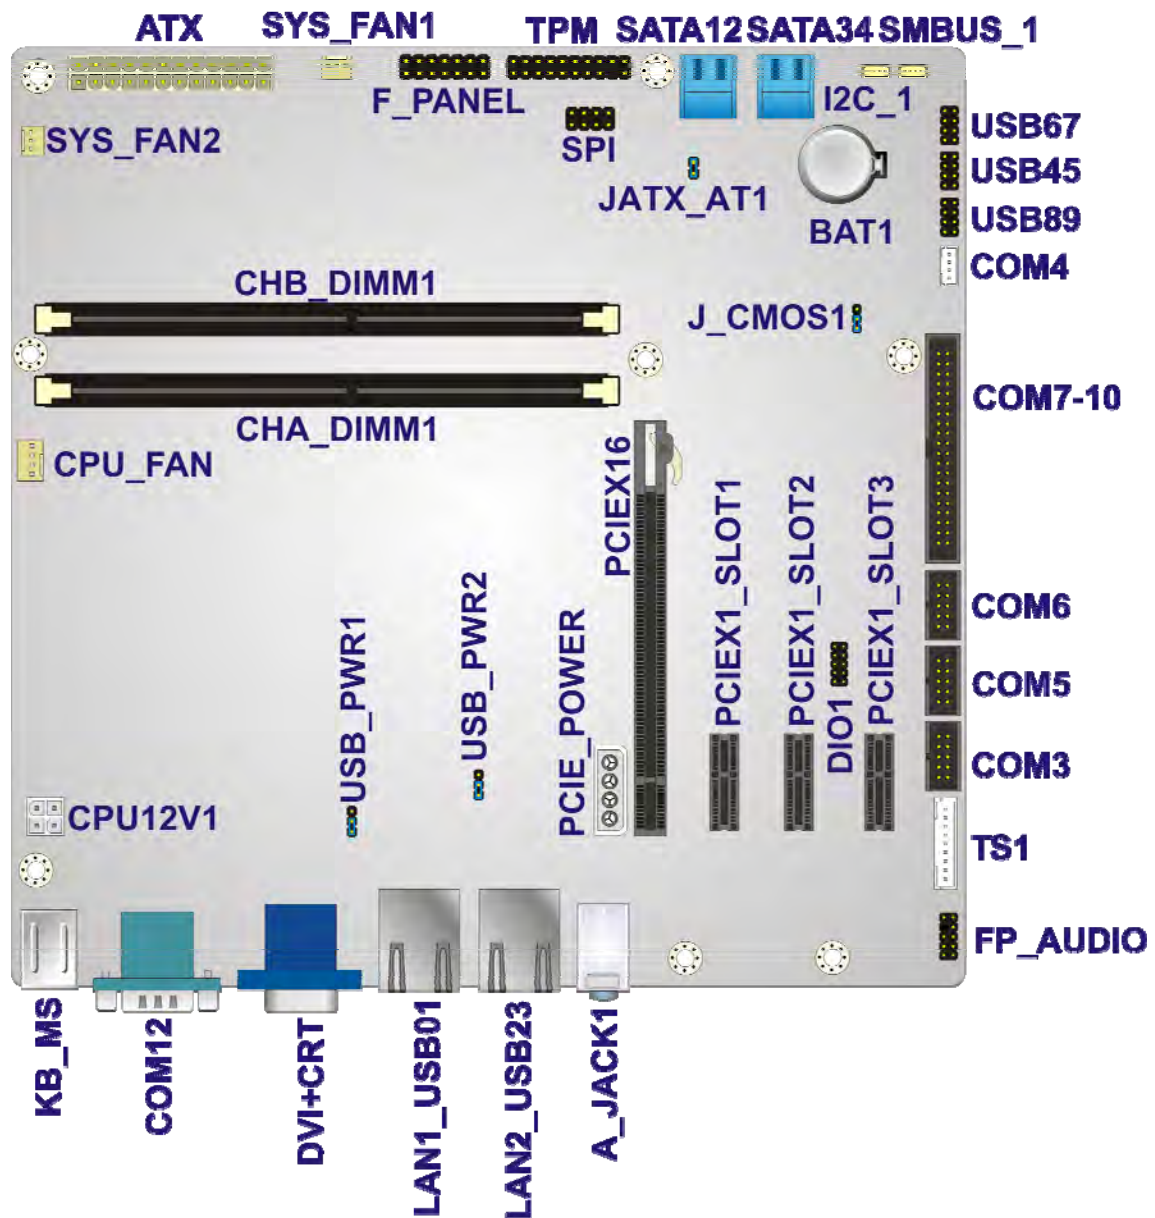 ATX
SYS_FAN1
TPM
SATA12
SATA34
SMBUS_1
F_PANEL
I2C_1
SYS_FAN2
SPI
USB67
USB45
JATX_AT1
BAT1
USB89
COM4
CHB_DIMM1
J_CMOS1
COM7-10
CHA_DIMM1
CPU_FAN
PCIEX16
PCIEX1_SLOT1
PCIEX1_SLOT2
PCIEX1_SLOT3
COM6
USB_PWR1
USB_PWR2
PCIE_POWER
DIO1
COM5
COM3
CPU12V1
TS1
FP_AUDIO
KB_MS
COM12
DVI+CRT
LAN1_USB01
LAN2_USB23
A_JACK1